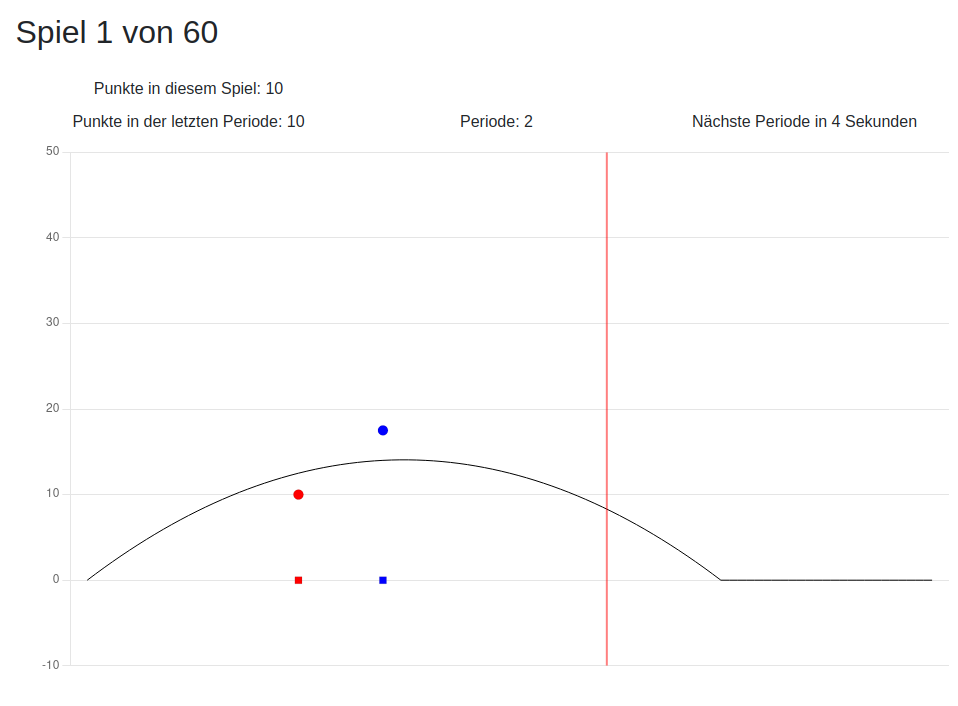 Spiel 1 von 60
Punkte in diesem Spiel: 10
Punkte in der letzten Periode: 10
Periode: 2
Nächste Periode in 4 Sekunden
50
40
30
20
10
0
-10